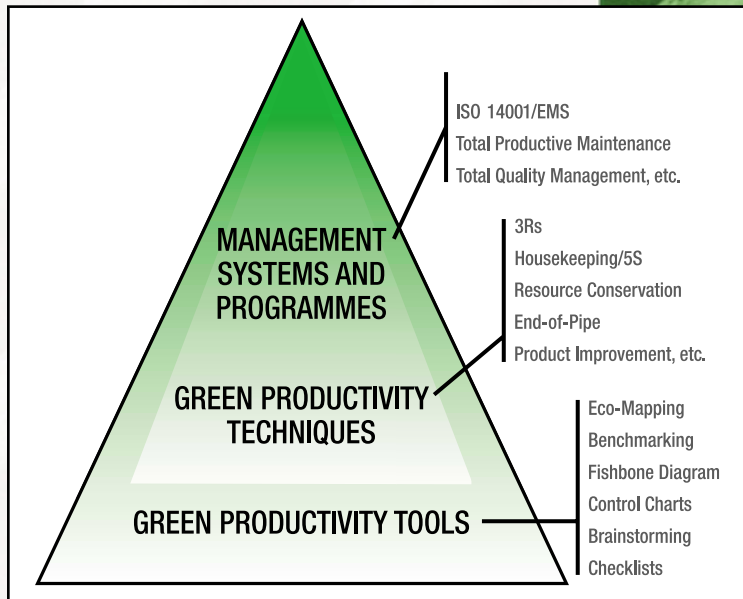 ISO 14001/EMS
Total Productive Maintenance
Total Quality Management, etc.
MANAGEMENT
SYSTEMS AND
PROGRAMMES
3Rs
Housekeeping/5S
Resource Conservation
End-of-Pipe
Product Improvement, etc.
GREEN PRODUCTIVITY
TECHNIQUES
Eco-Mapping
Benchmarking
Fishbone Diagram
Control Charts
Brainstorming
Checklists
GREEN PRODUCTIVITY TOOLS